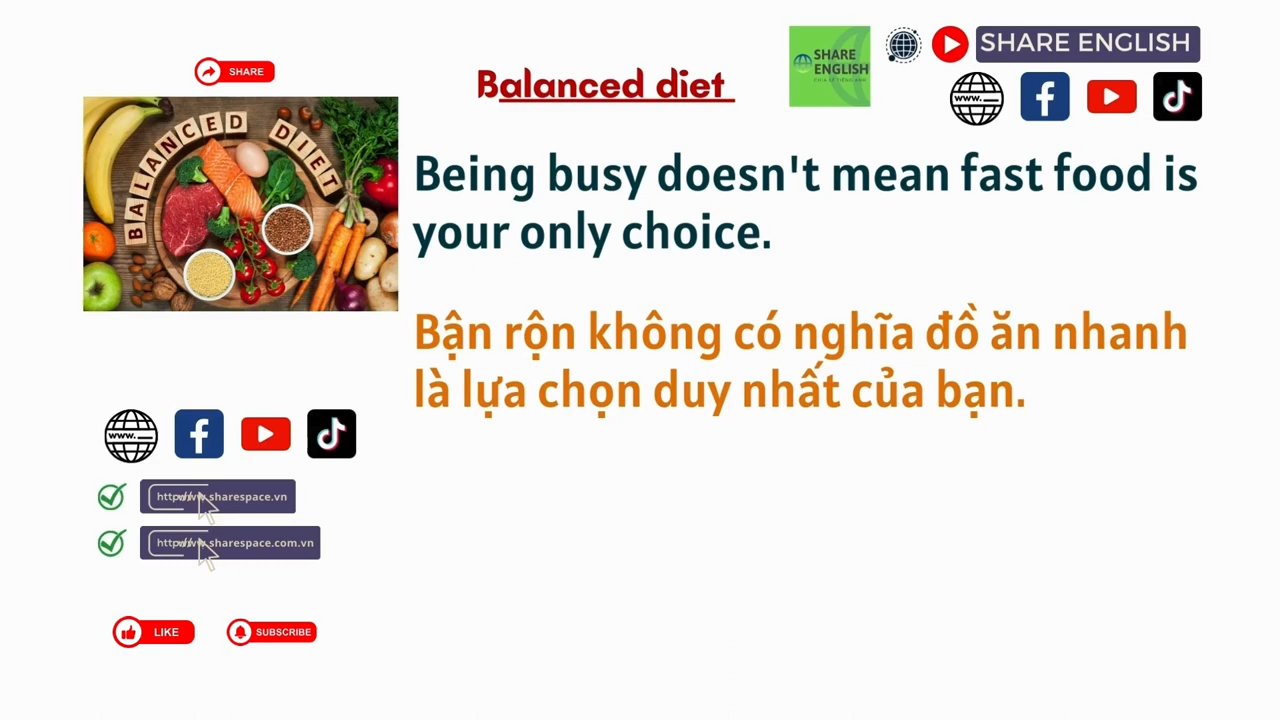 SHARE
Balanced diet
SHARE
ENGLISH
SHARE ENGLISH
www.
BALANCED DIET
Being busy doesn't mean fast food is
your only choice.
Bận rộn không có nghĩa đồ ăn nhanh
là lựa chọn duy nhất của bạn.
www.
sharespace.vn
sharespace.com.vn
LIKE
SUBSCRIBE